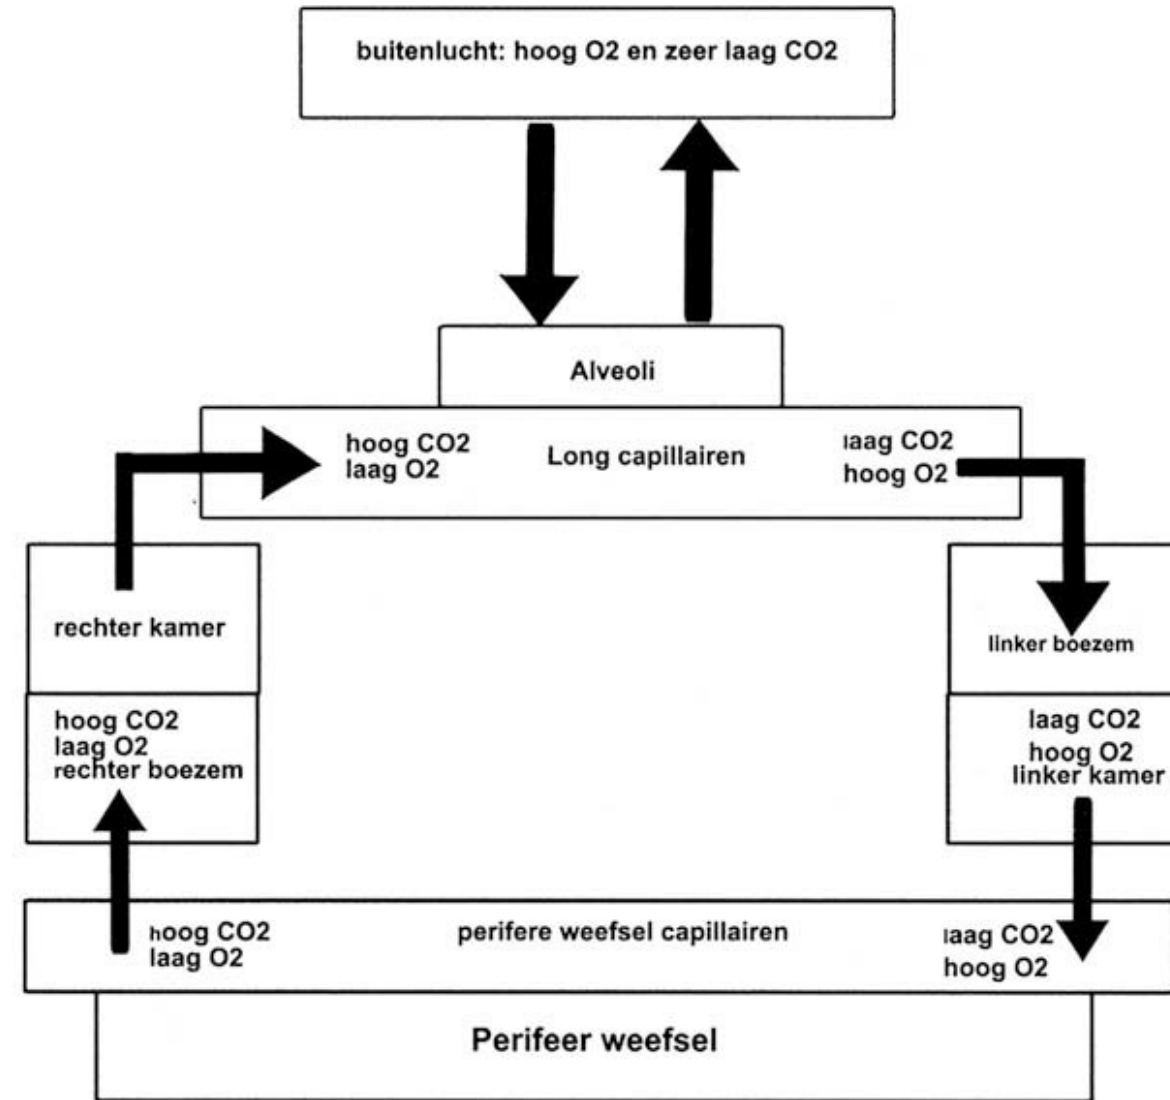 buitenlucht: hoog O2 en zeer laag CO2
Alveoli
hoog CO2
laag O2
Long capillairen
laag CO2
hoog O2
rechter kamer
hoog CO2
laag O2
rechter boezem
linker boezem
laag CO2
hoog O2
linker kamer
hoog CO2
laag O2
perifere weefsel capillairen
laag CO2
hoog O2
Perifeer weefsel